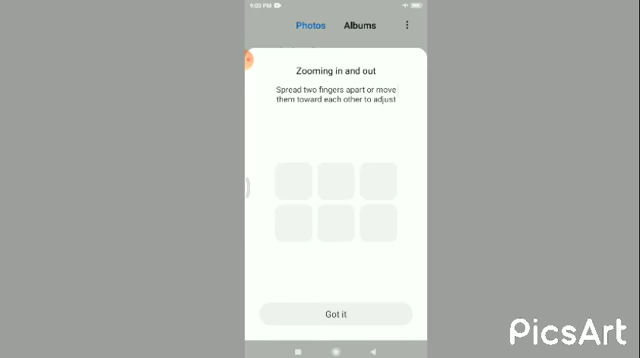 9:03 PM
Photos
Albums
Zooming in and out
Spread two fingers apart or move
them toward each other to adjust
Got it
PicsArt